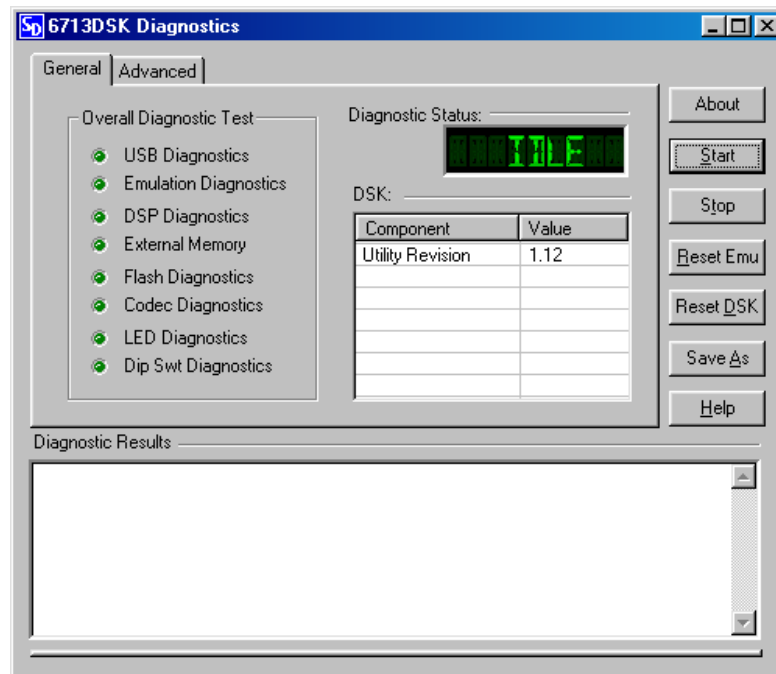 SD 6713DSK Diagnostics
General Advanced
Overall Diagnostic Test
USB Diagnostics
Emulation Diagnostics
DSP Diagnostics
External Memory
Flash Diagnostics
Codec Diagnostics
LED Diagnostics
Dip Swt Diagnostics
Diagnostic Status:
IDLE
DSK:
Component Value
Utility Revision 1.12
About
Start
Stop
Reset Emu
Reset DSK
Save As
Help
Diagnostic Results